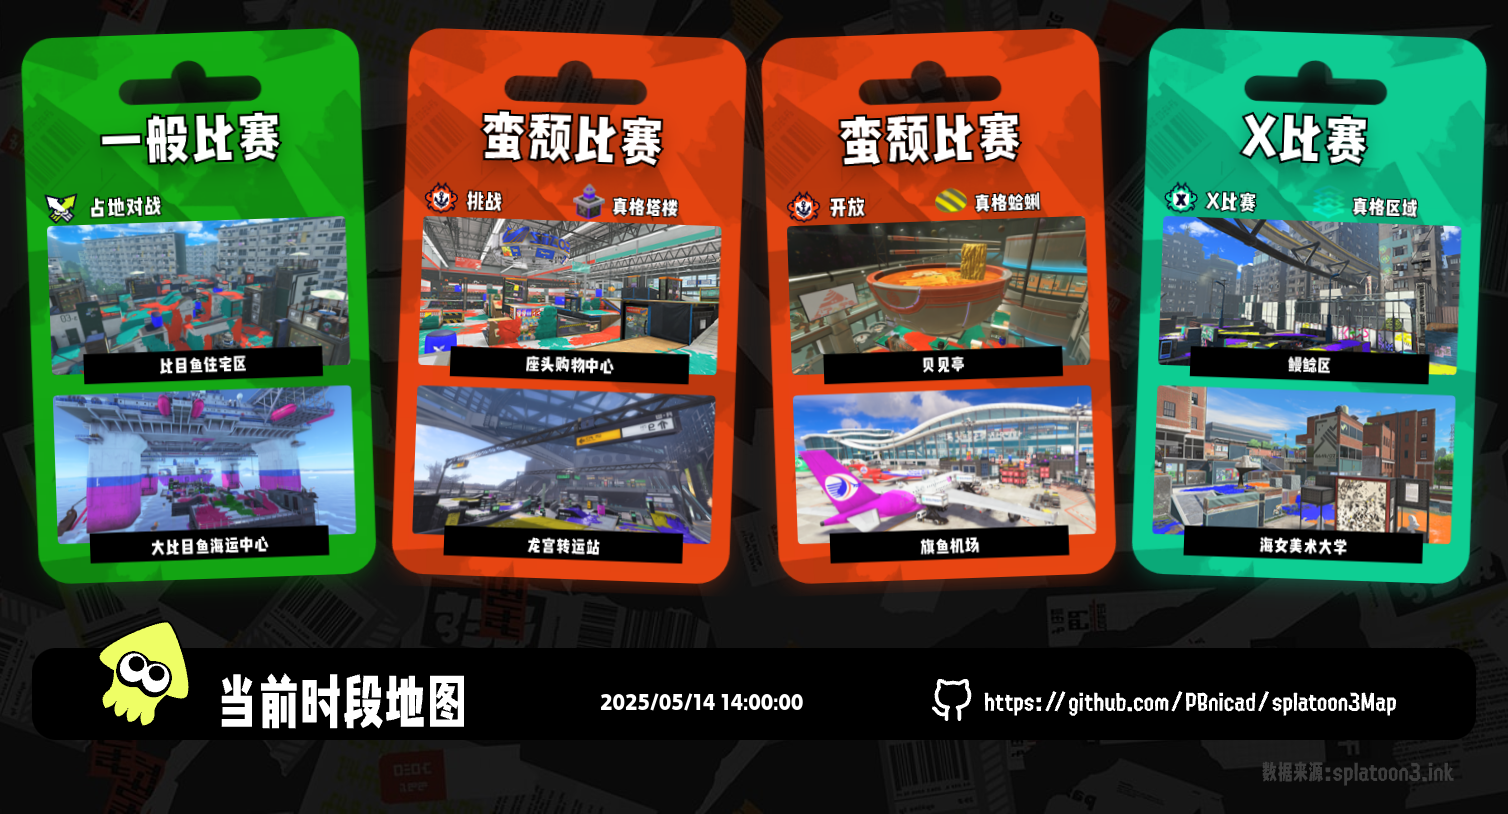 一般比赛
占地对战
比目鱼住宅区
大比目鱼海运中心
蛮颓比赛
挑战
真格塔楼
座头购物中心
龙宫转运站
蛮颓比赛
开放
真格蛤蜊
贝见亭
旗鱼机场
X比赛
X比赛
真格区域
鳗鲶区
海女美术大学
当前时段地图
2025/05/14 14:00:00
https://github.com/PBnicad/splatoon3Map
数据来源:splatoon3.ink